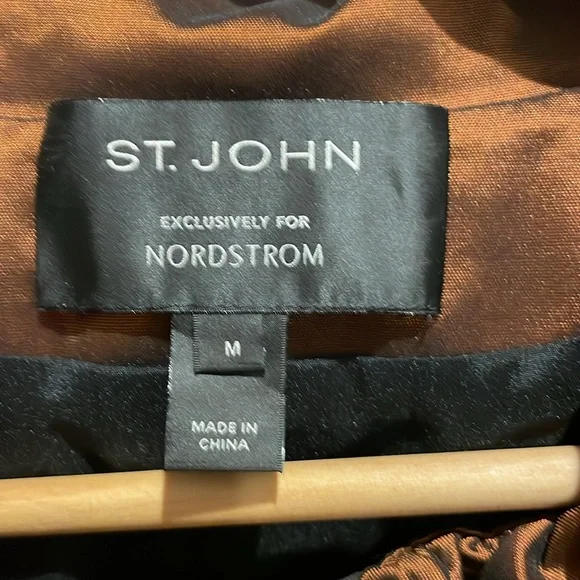 ST. JOHN
EXCLUSIVELY FOR
NORDSTROM
M
MADE IN
CHINA